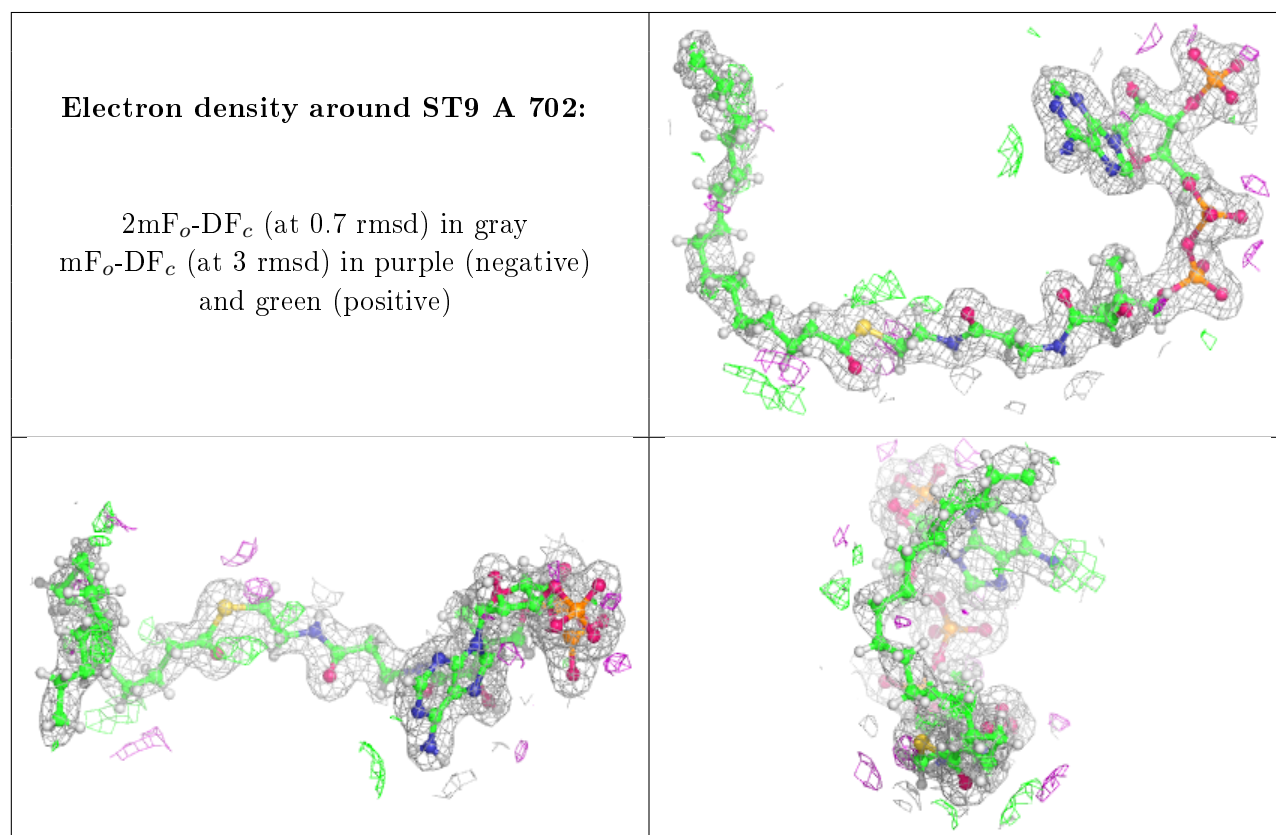 Electron density around ST9 A 702:
2mFo-DFc (at 0.7 rmsd) in gray
mFo-DFc (at 3 rmsd) in purple (negative)
and green (positive)